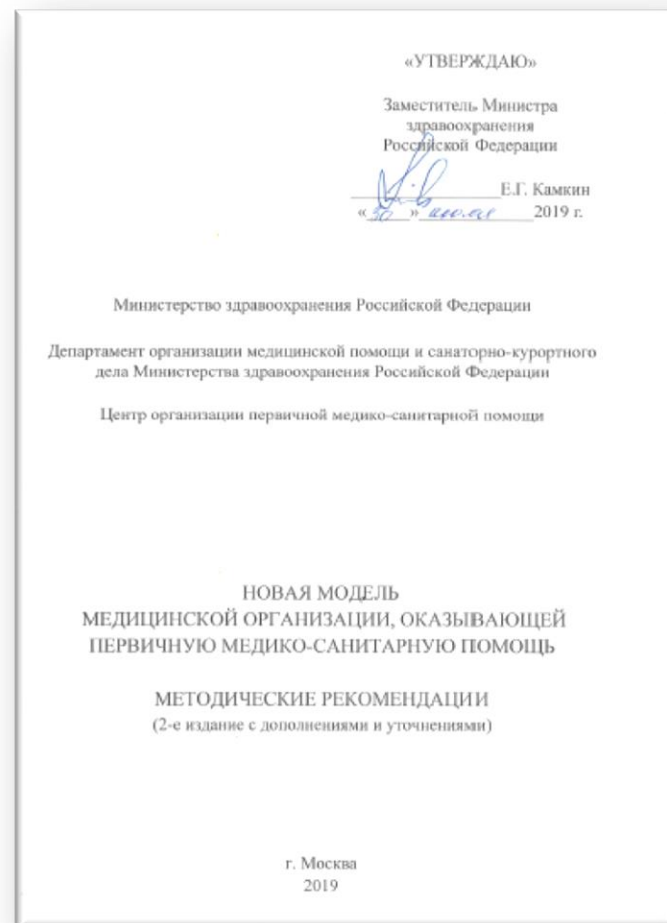 «УТВЕРЖДАЮ»
Заместитель Министра
здравоохранения
Российской Федерации
Е.Г. Камкин
«30» июля 2019 г.
Министерство здравоохранения Российской Федерации
Департамент организации медицинской помощи и санаторно-курортного
дела Министерства здравоохранения Российской Федерации
Центр организации первичной медико-санитарной помощи
НОВАЯ МОДЕЛЬ
МЕДИЦИНСКОЙ ОРГАНИЗАЦИИ, ОКАЗЫВАЮЩЕЙ
ПЕРВИЧНУЮ МЕДИКО-САНИТАРНУЮ ПОМОЩЬ
МЕТОДИЧЕСКИЕ РЕКОМЕНДАЦИИ
(2-е издание с дополнениями и уточнениями)
г. Москва
2019